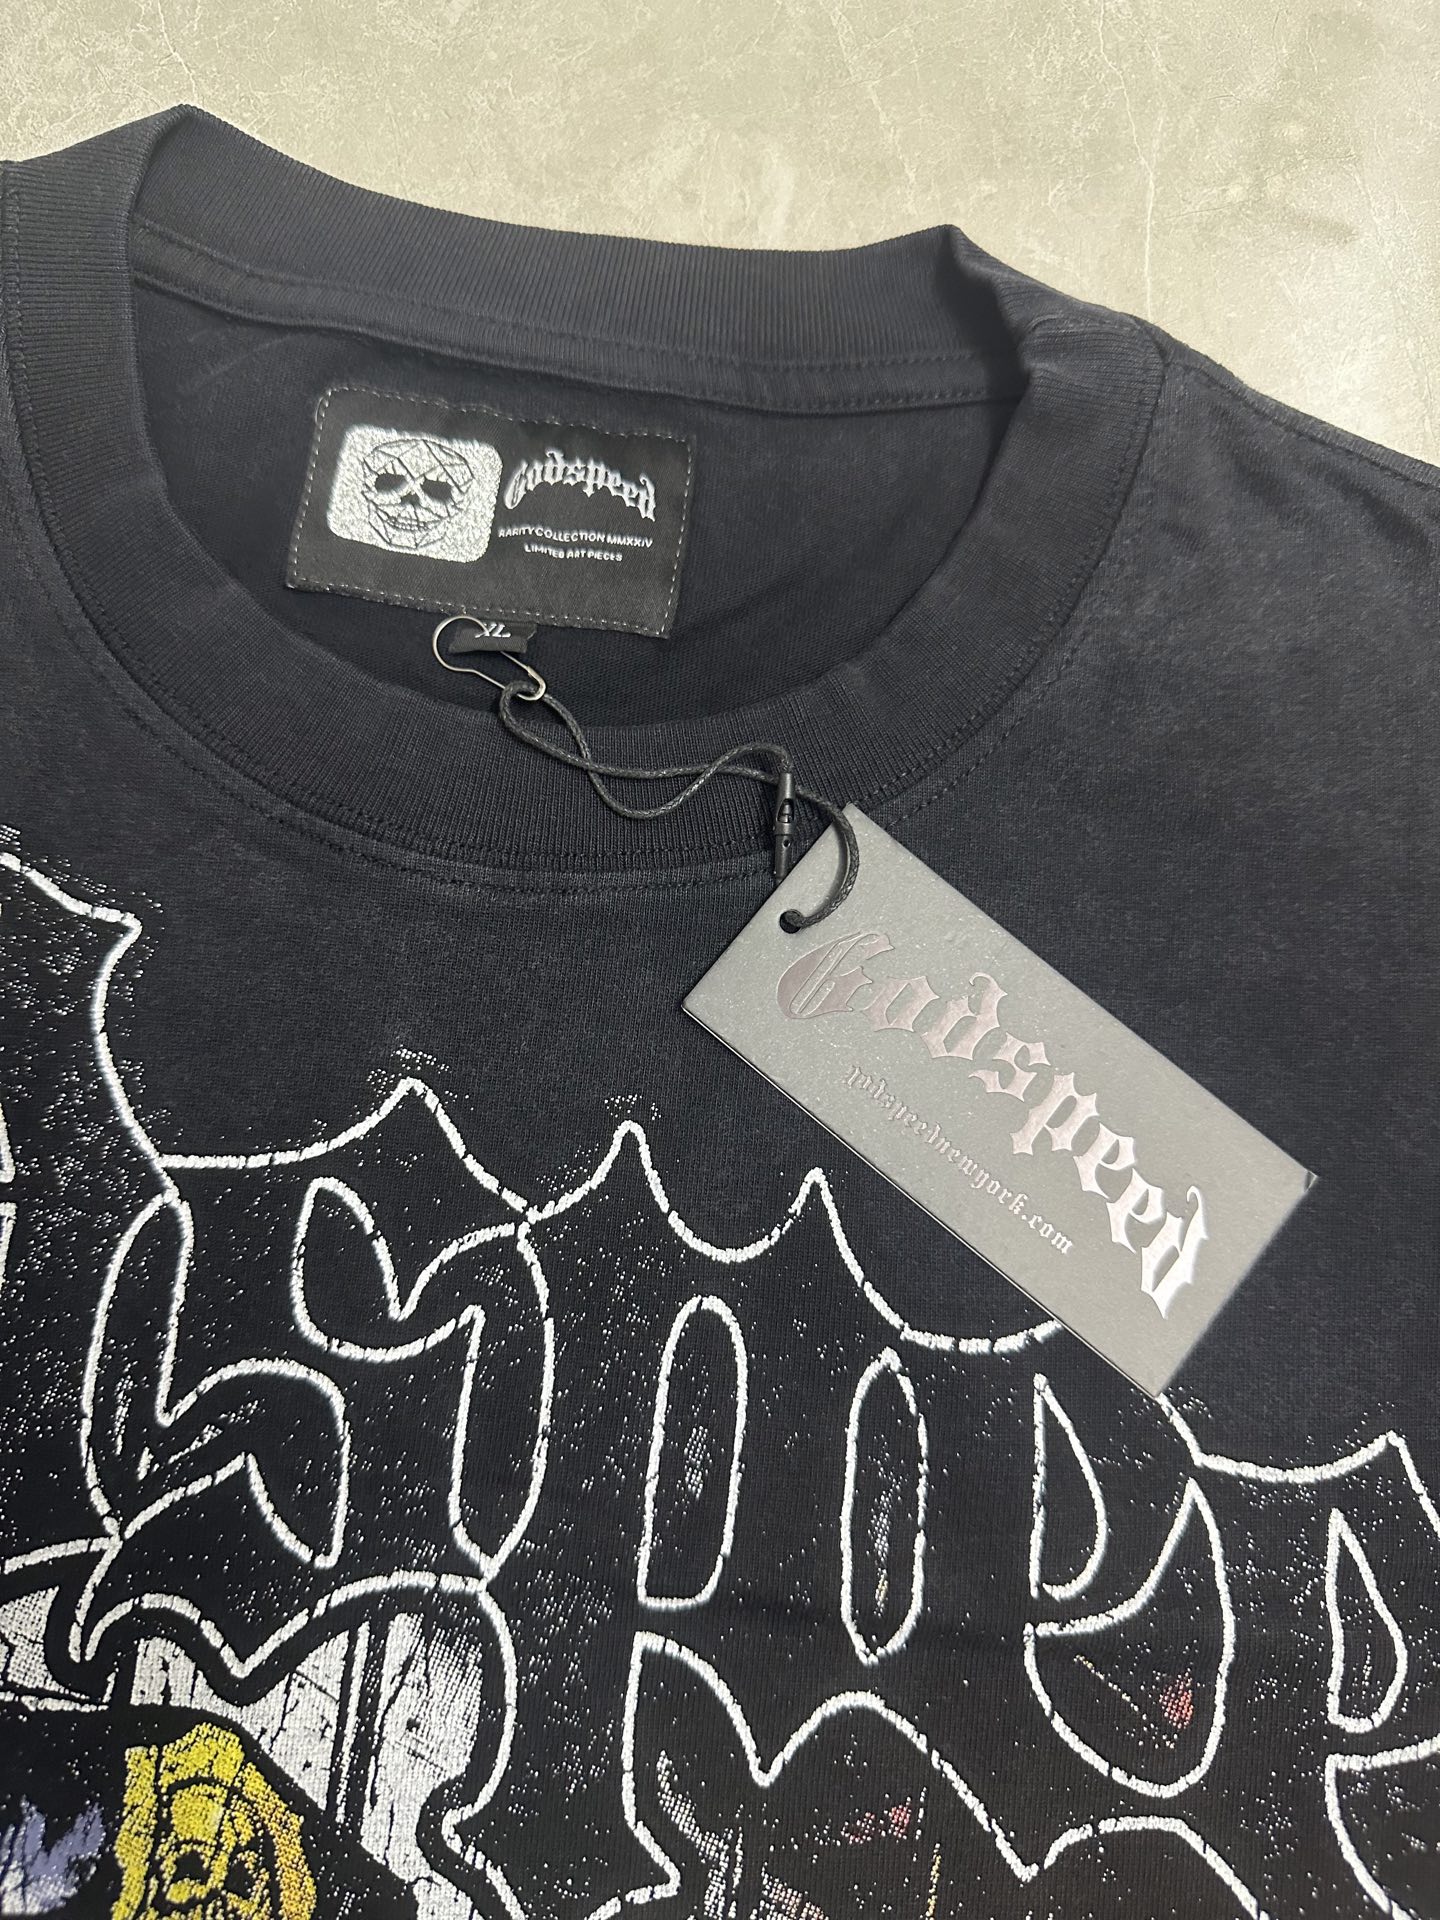 Godspeed
RARITY COLLECTION MMXXIV
LIMITED ART PIECES
XL
Godspeed
godspeednewyork.com